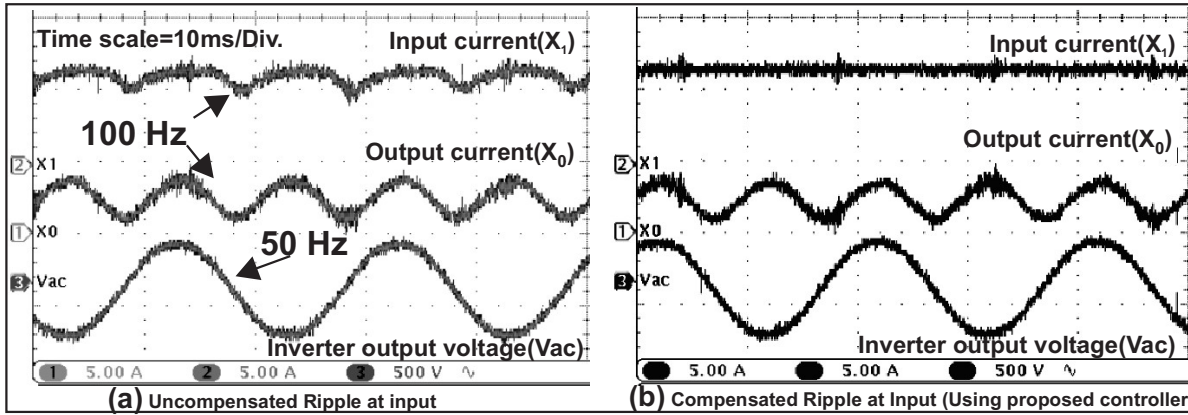 Time scale=10ms/Div.
Input current(X1)
100 Hz
Output current(X0)
2 X1
1 X0
50 Hz
3 Vac
Inverter output voltage(Vac)
1 5.00 A 2 5.00 A 3 500 V ∿
(a) Uncompensated Ripple at input
Input current(X1)
Output current(X0)
2 X1
1 X0
3 Vac
Inverter output voltage(Vac)
5.00 A 5.00 A 500 V ∿
(b) Compensated Ripple at Input (Using proposed controller